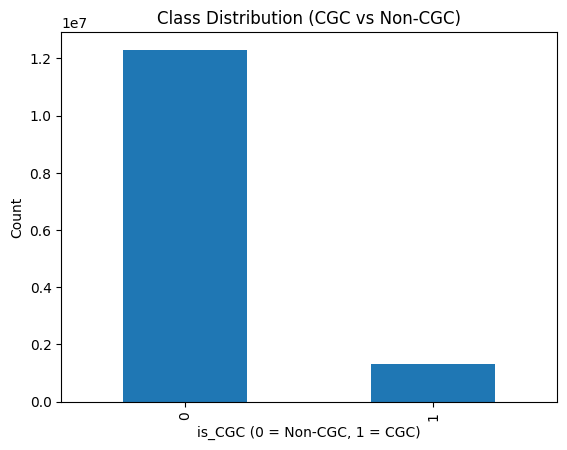 Class Distribution (CGC vs Non-CGC)
1e7
1.2
1.0
0.8
0.6
0.4
0.2
0.0
Count
0
1
is_CGC (0 = Non-CGC, 1 = CGC)